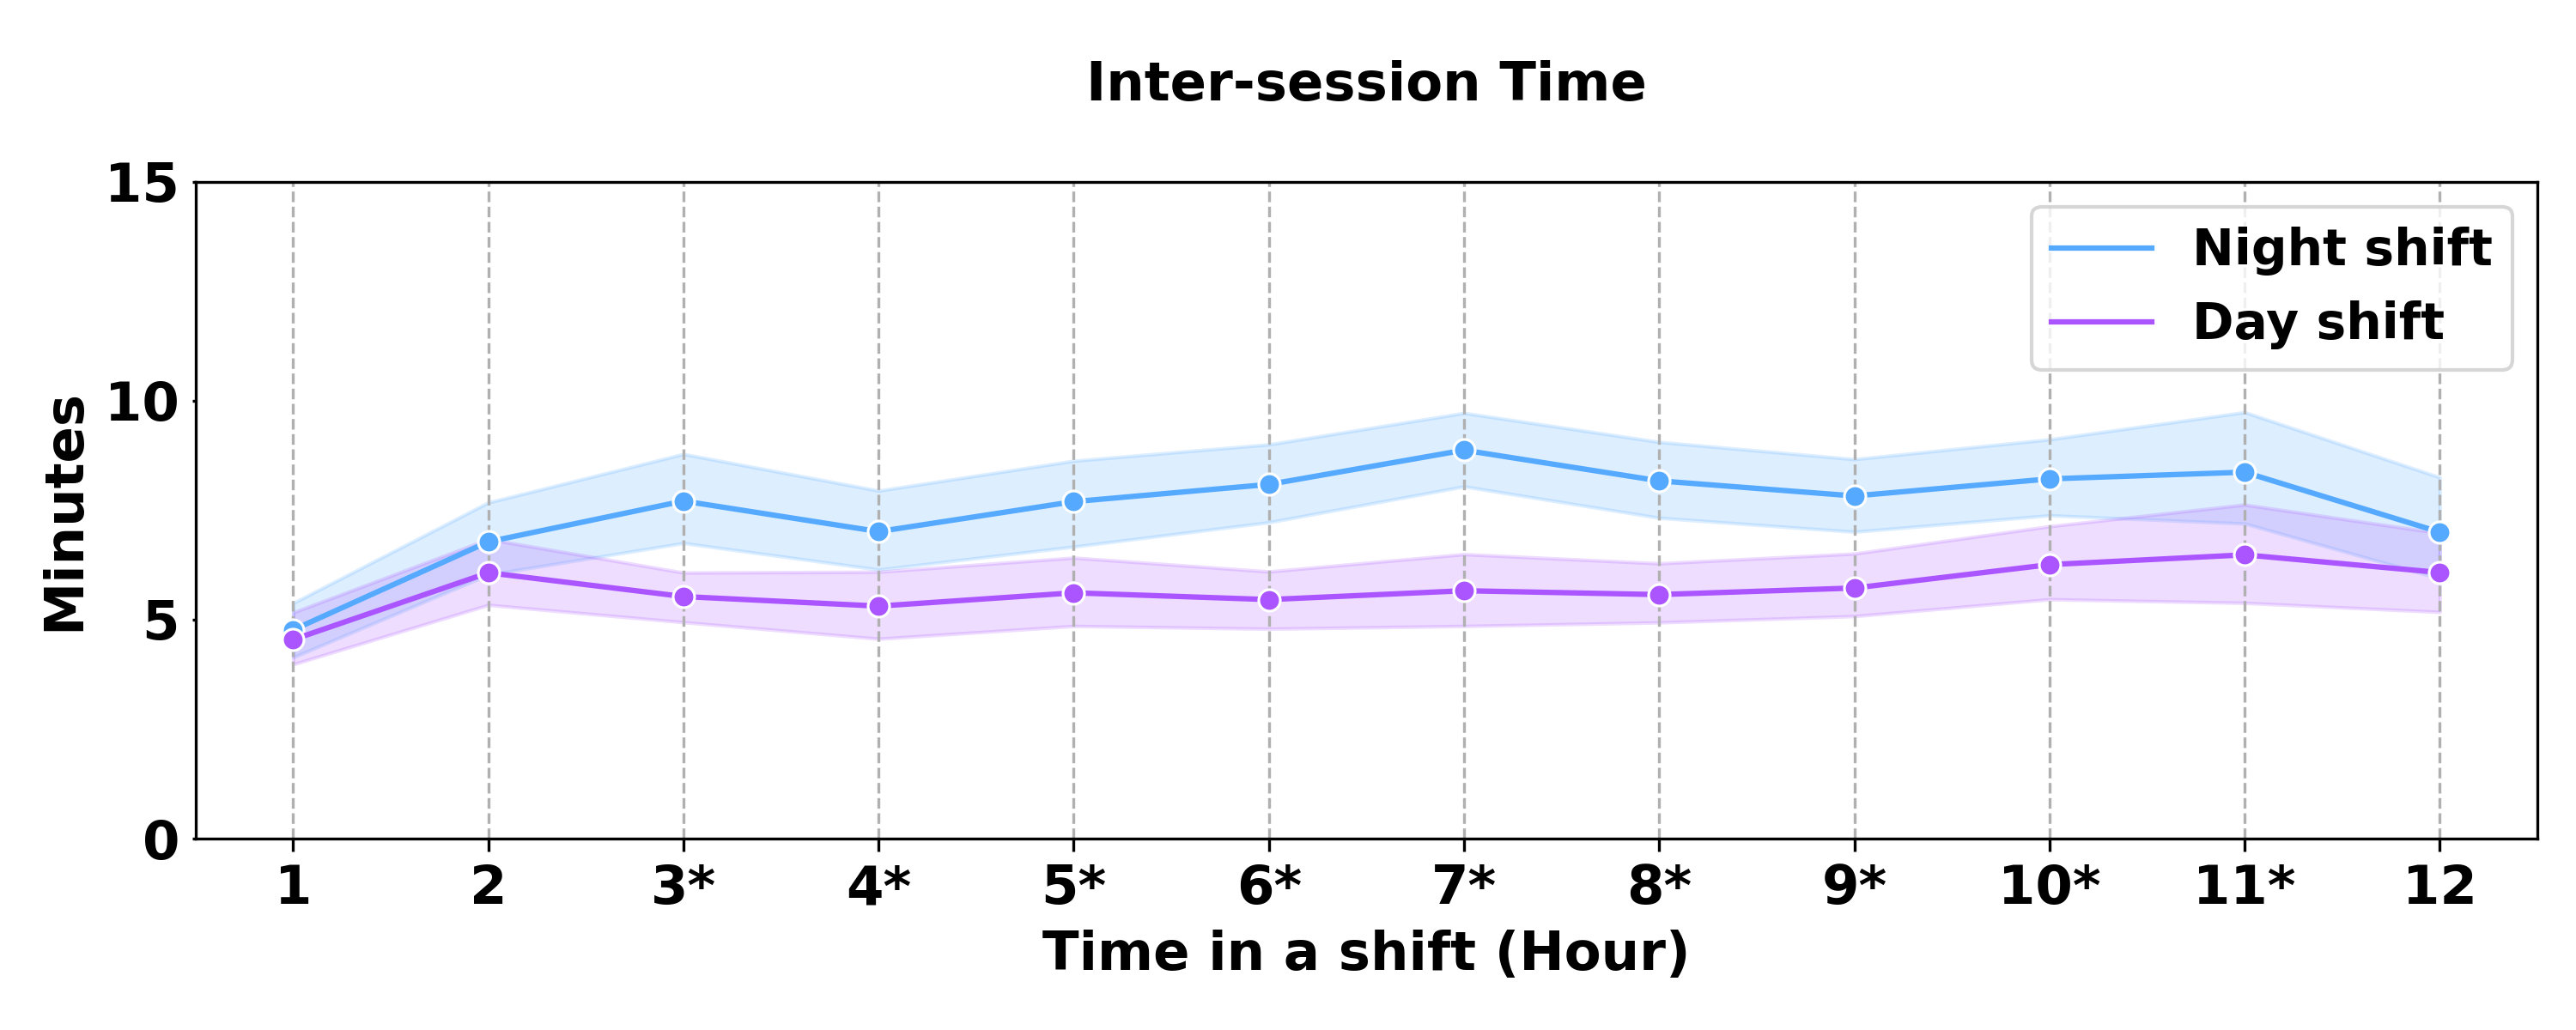 Inter-session Time
15
10
5
0
Minutes
Night shift
Day shift
1 2 3* 4* 5* 6* 7* 8* 9* 10* 11* 12
Time in a shift (Hour)